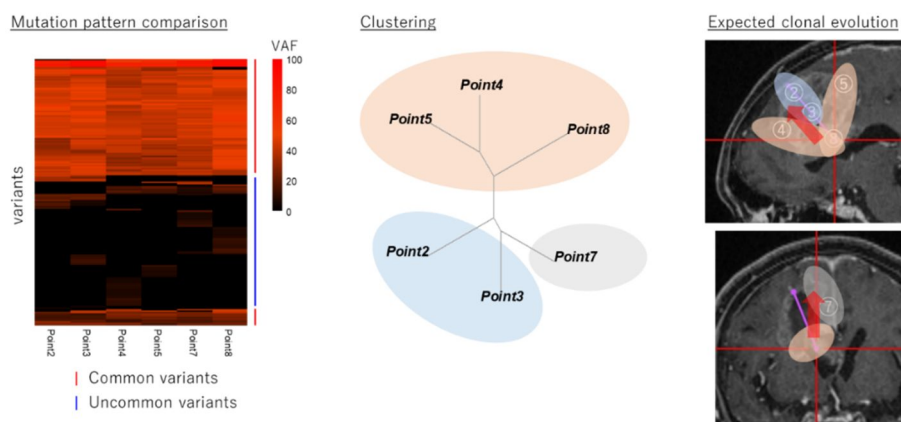 Mutation pattern comparison
VAF
100
80
60
40
20
0
variants
Point2
Point3
Point4
Point5
Point7
Point8
Common variants
Uncommon variants
Clustering
Point4
Point5
Point8
Point2
Point7
Point3
Expected clonal evolution
②
⑤
③
④
⑦